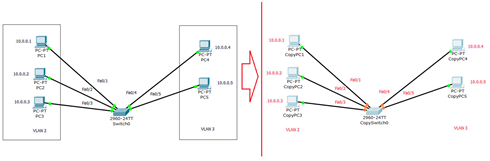 10.0.0.1
PC-PT
PC1
10.0.0.2
PC-PT
PC2
10.0.0.3
PC-PT
PC3
Fa0/1
Fa0/2
Fa0/3
Fa0/4
Fa0/5
2960-24TT
Switch0
10.0.0.4
PC-PT
PC4
10.0.0.5
PC-PT
PC5
VLAN 2
VLAN 3
10.0.0.1
PC-PT
CopyPC1
10.0.0.2
PC-PT
CopyPC2
10.0.0.3
PC-PT
CopyPC3
Fa0/1
Fa0/2
Fa0/3
Fa0/4
Fa0/5
2960-24TT
CopySwitch0
10.0.0.4
PC-PT
CopyPC4
10.0.0.5
PC-PT
CopyPC5
VLAN 2
VLAN 3